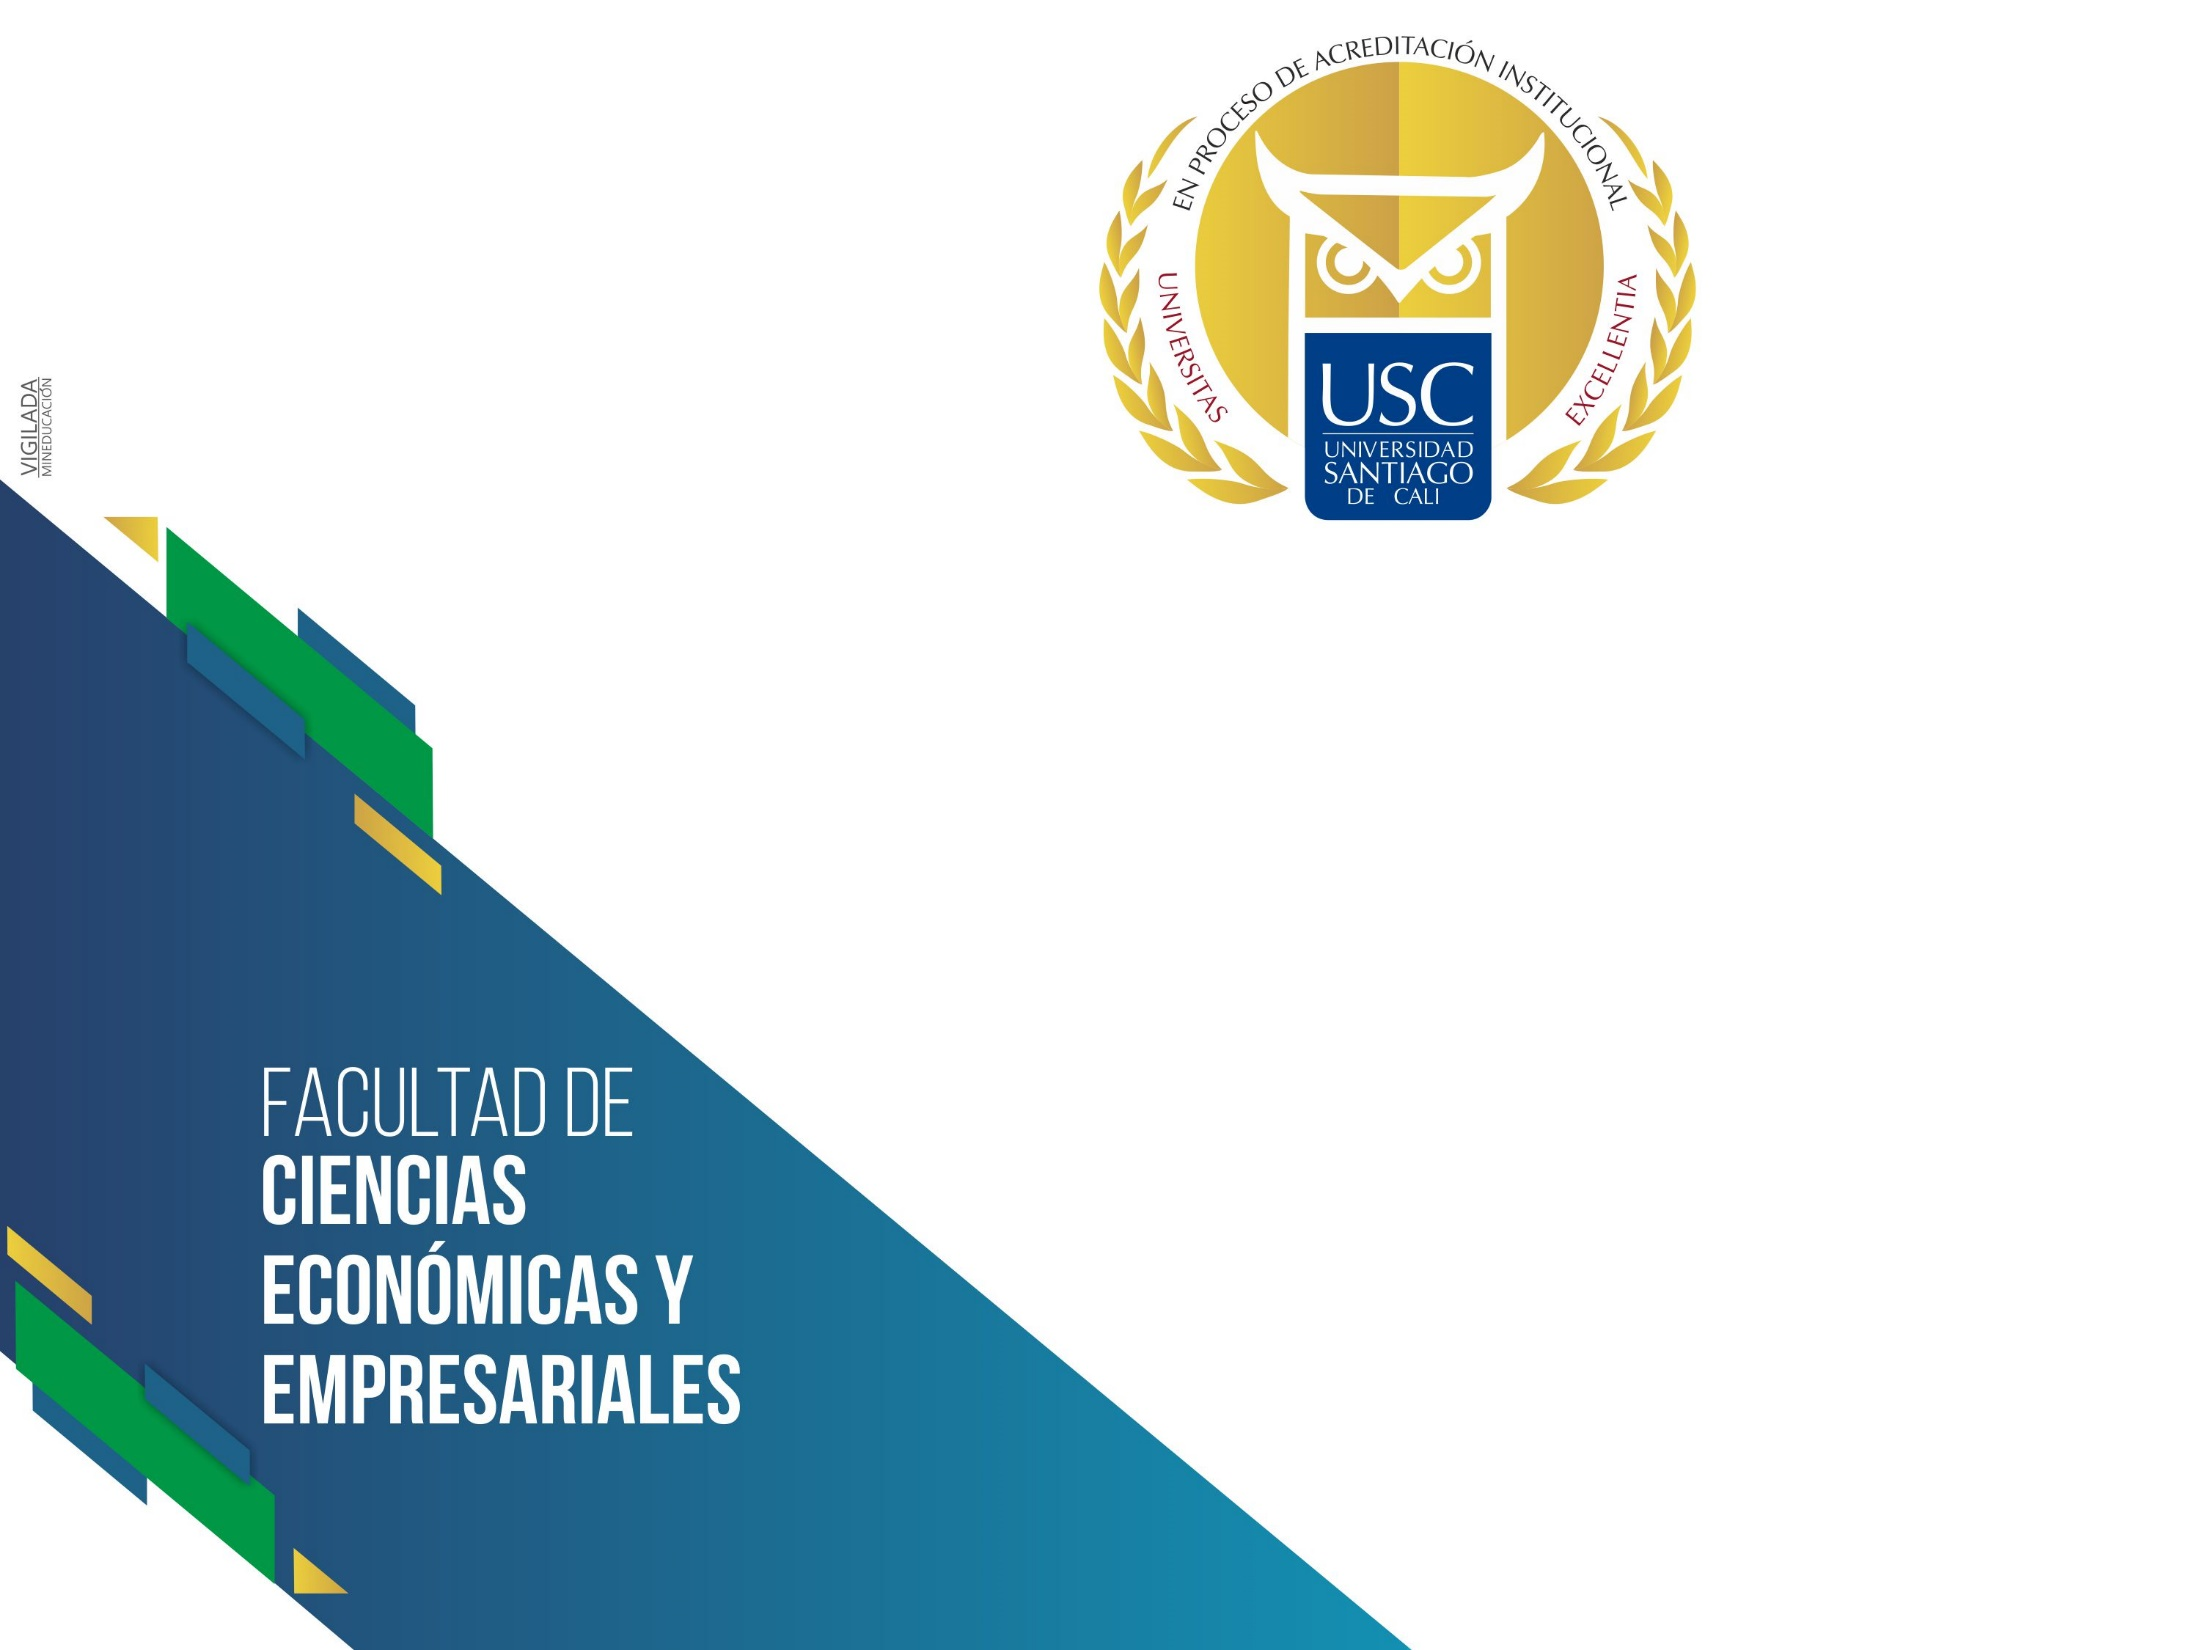 EN PROCESO DE ACREDITACIÓN INSTITUCIONAL
UNIVERSITAS
EXCELLENTIA
USC
UNIVERSIDAD
SANTIAGO
DE CALI
VIGILADA
MINEDUCACIÓN
FACULTAD DE
CIENCIAS
ECONÓMICAS Y
EMPRESARIALES